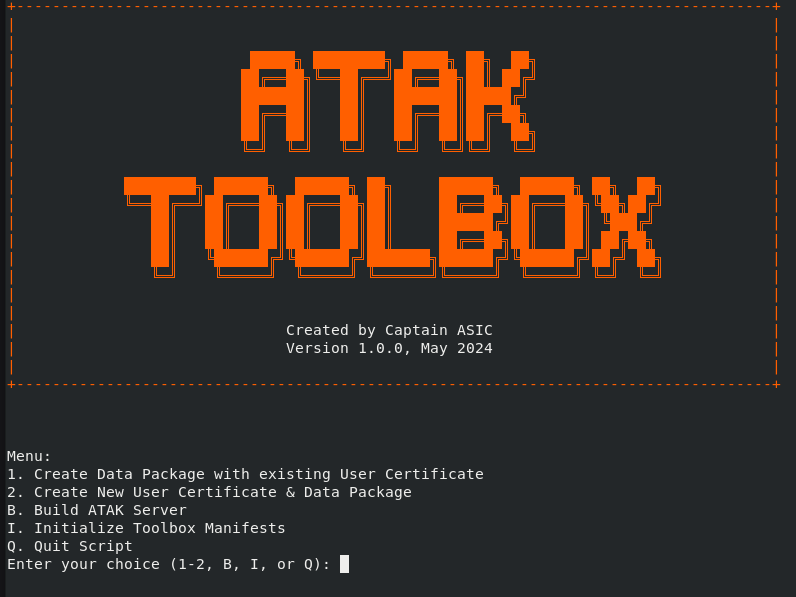 ATAK
TOOLBOX
Created by Captain ASIC
Version 1.0.0, May 2024
Menu:
1. Create Data Package with existing User Certificate
2. Create New User Certificate & Data Package
B. Build ATAK Server
I. Initialize Toolbox Manifests
Q. Quit Script
Enter your choice (1-2, B, I, or Q):